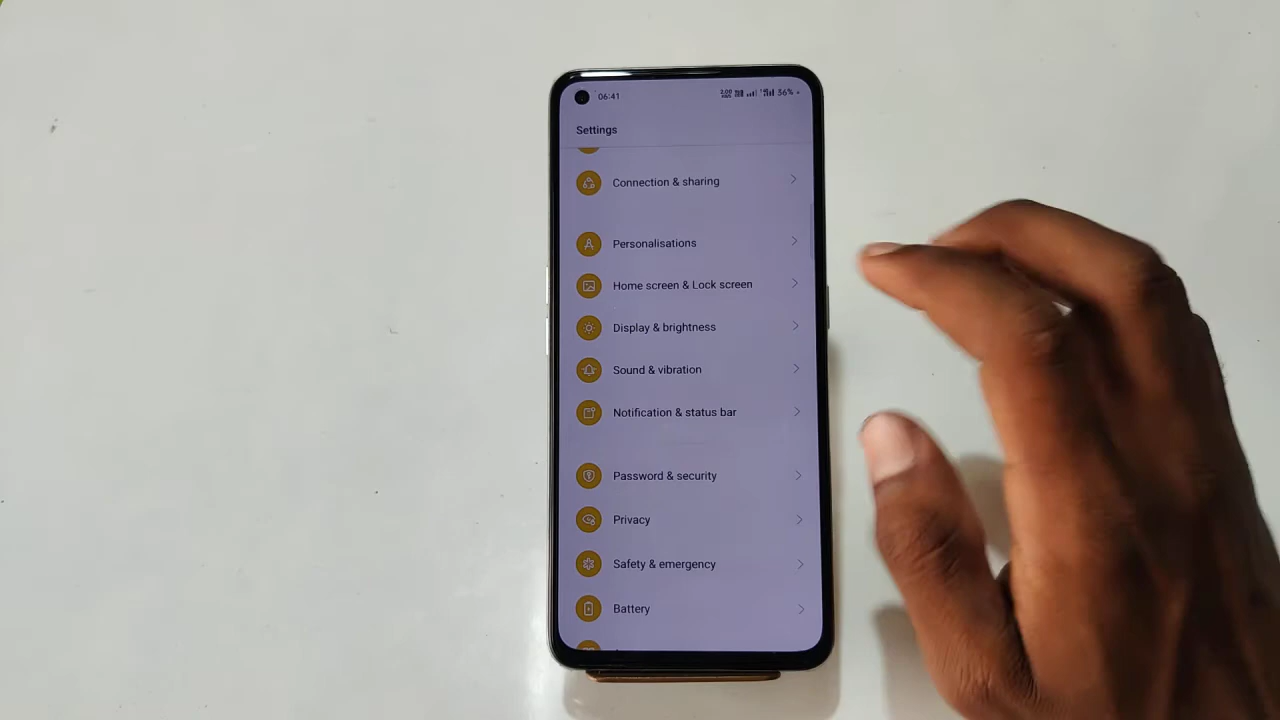 06:41
36%
Settings
Connection & sharing
Personalisations
Home screen & Lock screen
Display & brightness
Sound & vibration
Notification & status bar
Password & security
Privacy
Safety & emergency
Battery